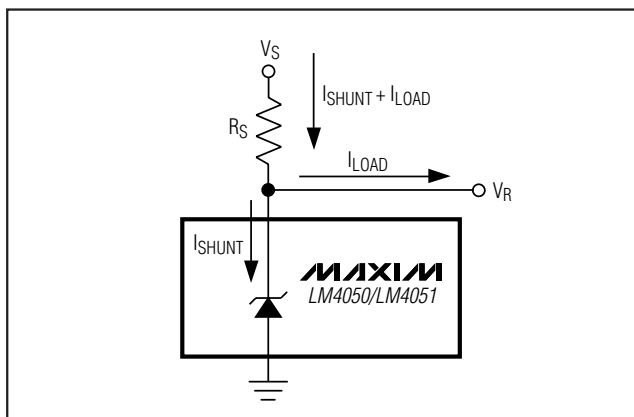 VS
ISHUNT + ILOAD
RS
ILOAD
VR
ISHUNT
MAXIM
LM4050/LM4051